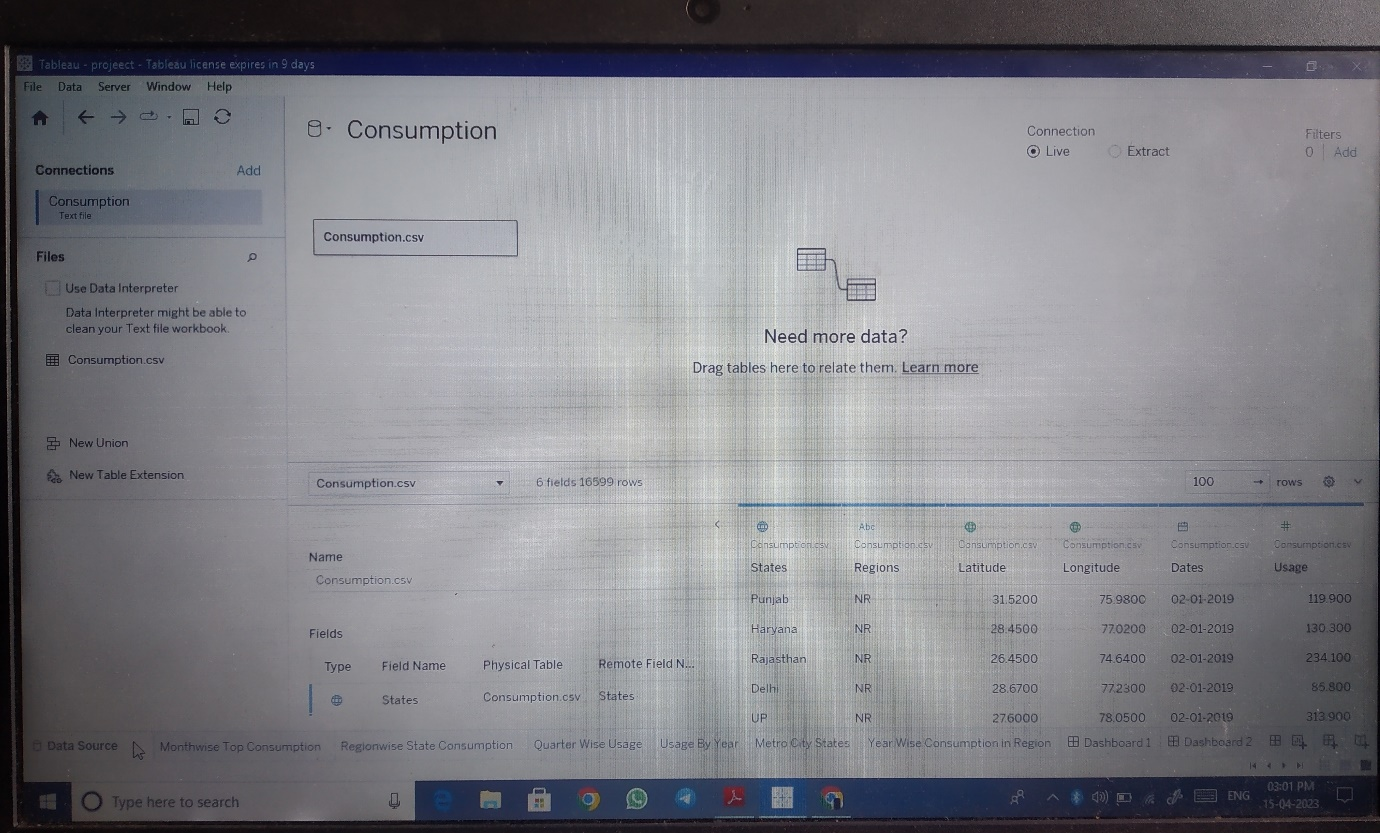 Tableau - projeect - Tableau license expires in 9 days
File Data Server Window Help
Connections Add
Consumption
Text file
Files
Use Data Interpreter
Data Interpreter might be able to
clean your Text file workbook.
Consumption.csv
New Union
New Table Extension
Consumption
Connection
Live Extract
Filters
0 Add
Consumption.csv
Need more data?
Drag tables here to relate them. Learn more
Consumption.csv 6 fields 16599 rows 100 → rows
Name
Consumption.csv
Fields
Type Field Name Physical Table Remote Field N...
States Consumption.csv States
Abc #
Consumption.csv Consumption.csv Consumption.csv Consumption.csv Consumption.csv Consumption.csv
States Regions Latitude Longitude Dates Usage
Punjab NR 31.5200 75.9800 02-01-2019 119.900
Haryana NR 28.4500 77.0200 02-01-2019 130.300
Rajasthan NR 26.4500 74.6400 02-01-2019 234.100
Delhi NR 28.6700 77.2300 02-01-2019 85.800
UP NR 27.6000 78.0500 02-01-2019 313.900
Data Source Monthwise Top Consumption Regionwise State Consumption Quarter Wise Usage Usage By Year Metro City States Year Wise Consumption in Region Dashboard 1 Dashboard 2
Type here to search
ENG
03:01 PM
15-04-2023